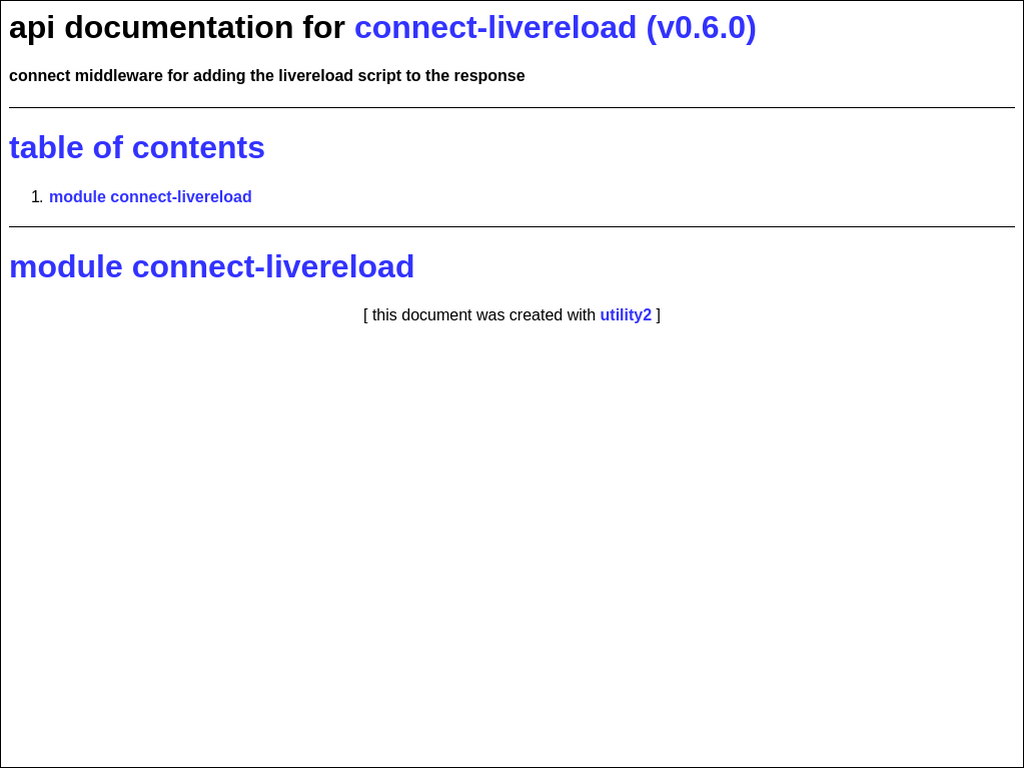 api documentation for connect-livereload (v0.6.0)
connect middleware for adding the livereload script to the response
table of contents
1. module connect-livereload
module connect-livereload
[ this document was created with utility2 ]